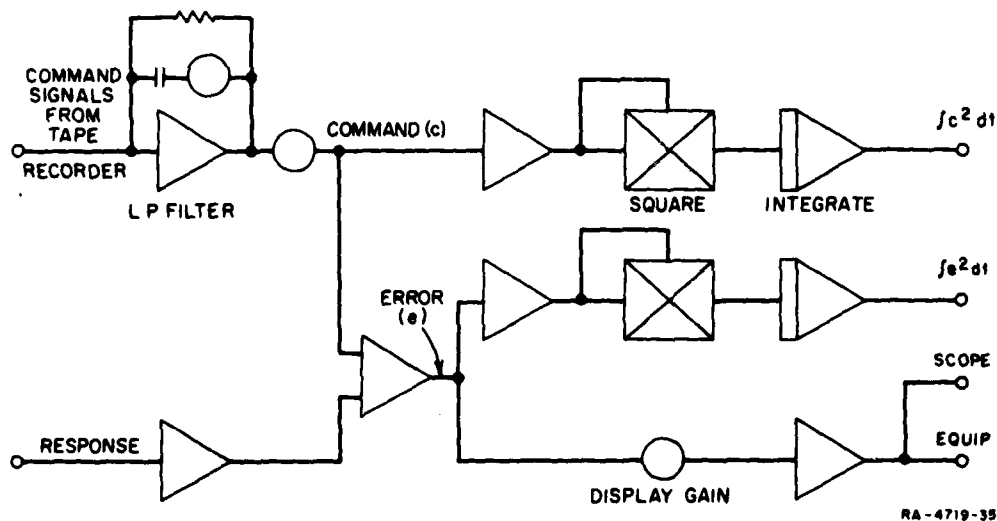 COMMAND
SIGNALS
FROM
TAPE
RECORDER
L P FILTER
COMMAND (c)
SQUARE
INTEGRATE
∫c² dt
ERROR
(e)
∫e² dt
RESPONSE
DISPLAY GAIN
SCOPE
EQUIP
RA-4719-35